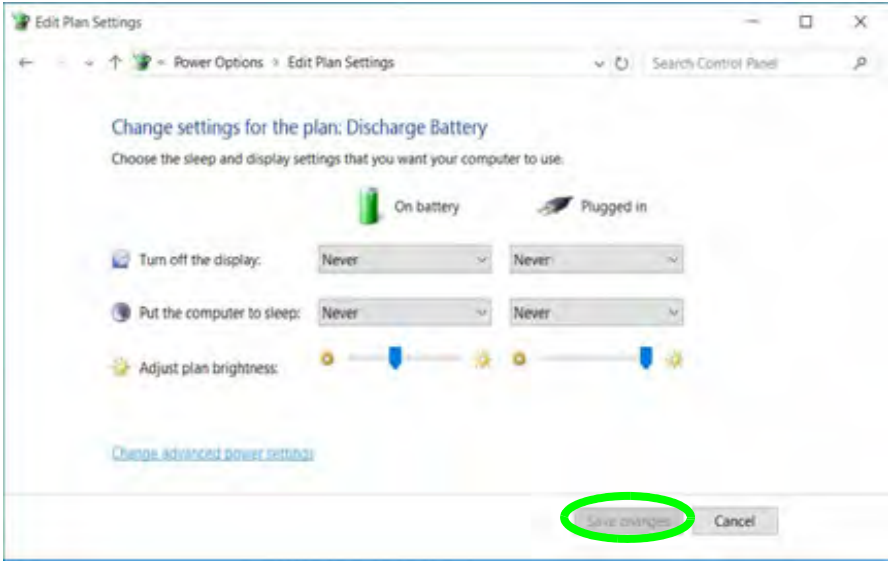 Edit Plan Settings
Power Options > Edit Plan Settings
Search Control Panel
Change settings for the plan: Discharge Battery
Choose the sleep and display settings that you want your computer to use.
On battery
Plugged in
Turn off the display:
Never
Never
Put the computer to sleep:
Never
Never
Adjust plan brightness:
Change advanced power settings
Save changes
Cancel